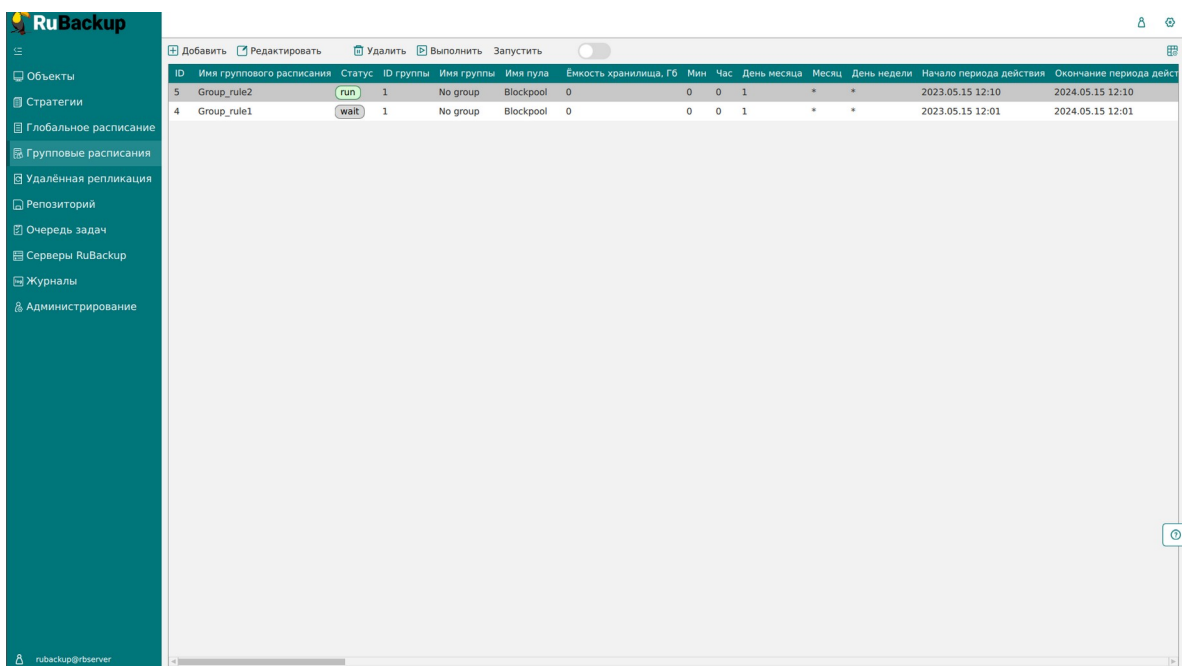 RuBackup
Добавить Редактировать Удалить Выполнить Запустить
Объекты
Стратегии
Глобальное расписание
Групповые расписания
Удалённая репликация
Репозиторий
Очередь задач
Серверы RuBackup
Журналы
Администрирование
ID Имя группового расписания Статус ID группы Имя группы Имя пула Ёмкость хранилища, Гб Мин Час День месяца Месяц День недели Начало периода действия Окончание периода дейст
5 Group_rule2 run 1 No group Blockpool 0 0 0 1 * * 2023.05.15 12:10 2024.05.15 12:10
4 Group_rule1 wait 1 No group Blockpool 0 0 0 1 * * 2023.05.15 12:01 2024.05.15 12:01
rubackup@rbserver